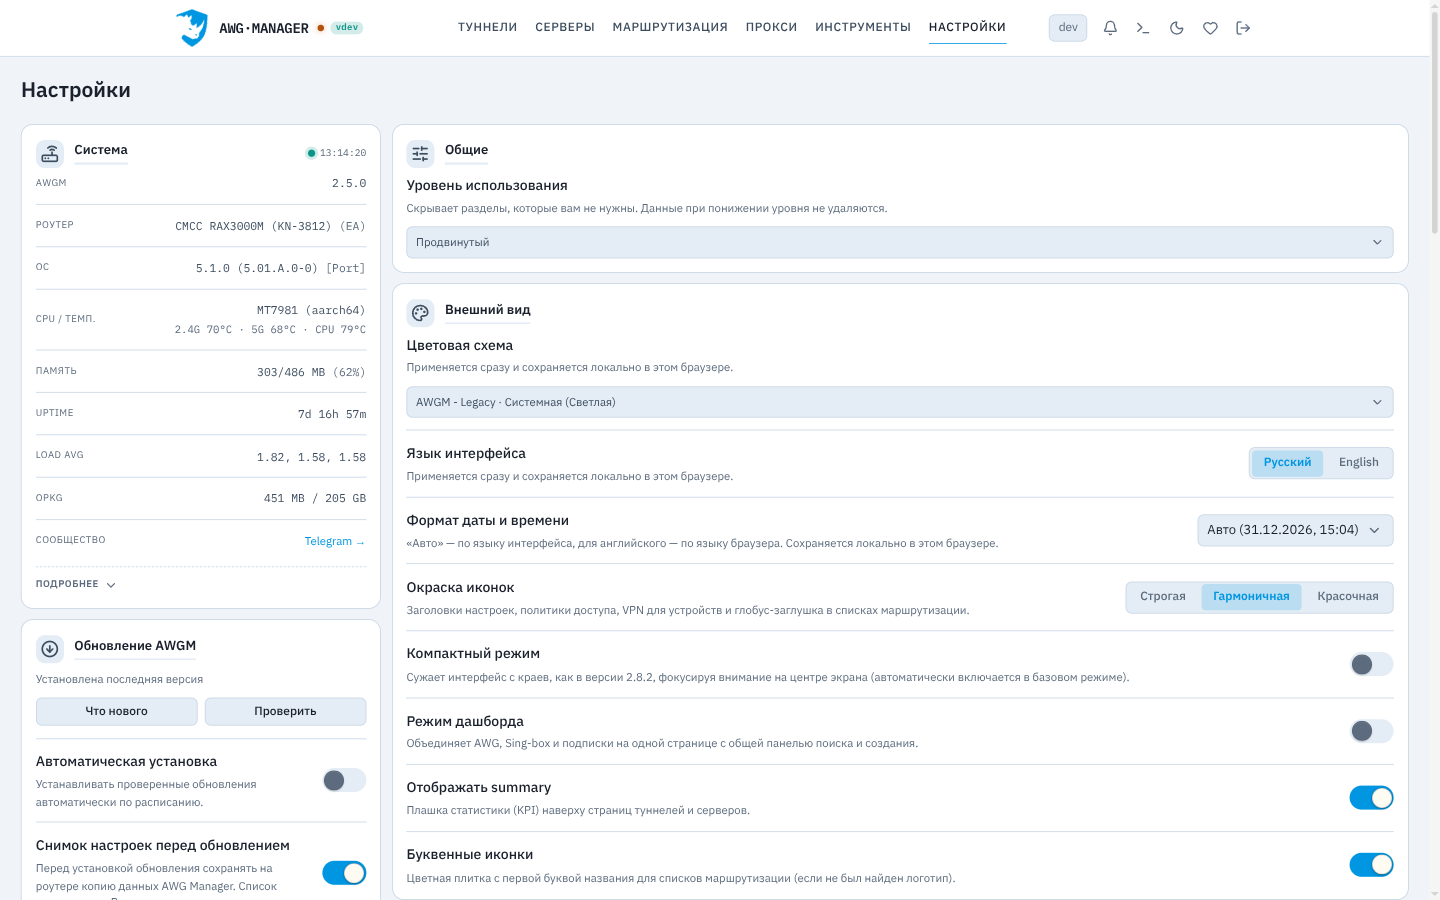 AWG·MANAGER vdev
ТУННЕЛИ СЕРВЕРЫ МАРШРУТИЗАЦИЯ ПРОКСИ ИНСТРУМЕНТЫ НАСТРОЙКИ
dev
Настройки
Система
13:14:20
AWGM 2.5.0
РОУТЕР CMCC RAX3000M (KN-3812) (EA)
ОС 5.1.0 (5.01.A.0-0) [Port]
CPU / ТЕМП. MT7981 (aarch64)
2.4G 70°C · 5G 68°C · CPU 79°C
ПАМЯТЬ 303/486 MB (62%)
UPTIME 7d 16h 57m
LOAD AVG 1.82, 1.58, 1.58
OPKG 451 MB / 205 GB
СООБЩЕСТВО Telegram →
ПОДРОБНЕЕ
Обновление AWGM
Установлена последняя версия
Что нового
Проверить
Автоматическая установка
Устанавливать проверенные обновления
автоматически по расписанию.
Снимок настроек перед обновлением
Перед установкой обновления сохранять на
роутере копию данных AWG Manager. Список
Общие
Уровень использования
Скрывает разделы, которые вам не нужны. Данные при понижении уровня не удаляются.
Продвинутый
Внешний вид
Цветовая схема
Применяется сразу и сохраняется локально в этом браузере.
AWGM - Legacy · Системная (Светлая)
Язык интерфейса
Применяется сразу и сохраняется локально в этом браузере.
Русский English
Формат даты и времени
«Авто» — по языку интерфейса, для английского — по языку браузера. Сохраняется локально в этом браузере.
Авто (31.12.2026, 15:04)
Окраска иконок
Заголовки настроек, политики доступа, VPN для устройств и глобус-заглушка в списках маршрутизации.
Строгая Гармоничная Красочная
Компактный режим
Сужает интерфейс с краев, как в версии 2.8.2, фокусируя внимание на центре экрана (автоматически включается в базовом режиме).
Режим дашборда
Объединяет AWG, Sing-box и подписки на одной странице с общей панелью поиска и создания.
Отображать summary
Плашка статистики (KPI) наверху страниц туннелей и серверов.
Буквенные иконки
Цветная плитка с первой буквой названия для списков маршрутизации (если не был найден логотип).